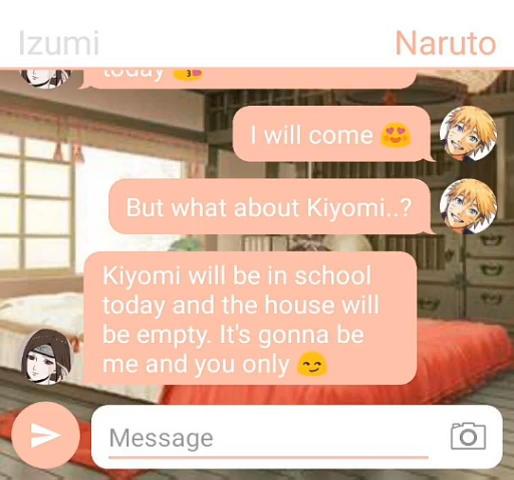 Izumi
Naruto
today 😘
I will come 😍
But what about Kiyomi..?
Kiyomi will be in school
today and the house will
be empty. It's gonna be
me and you only 😏
Message